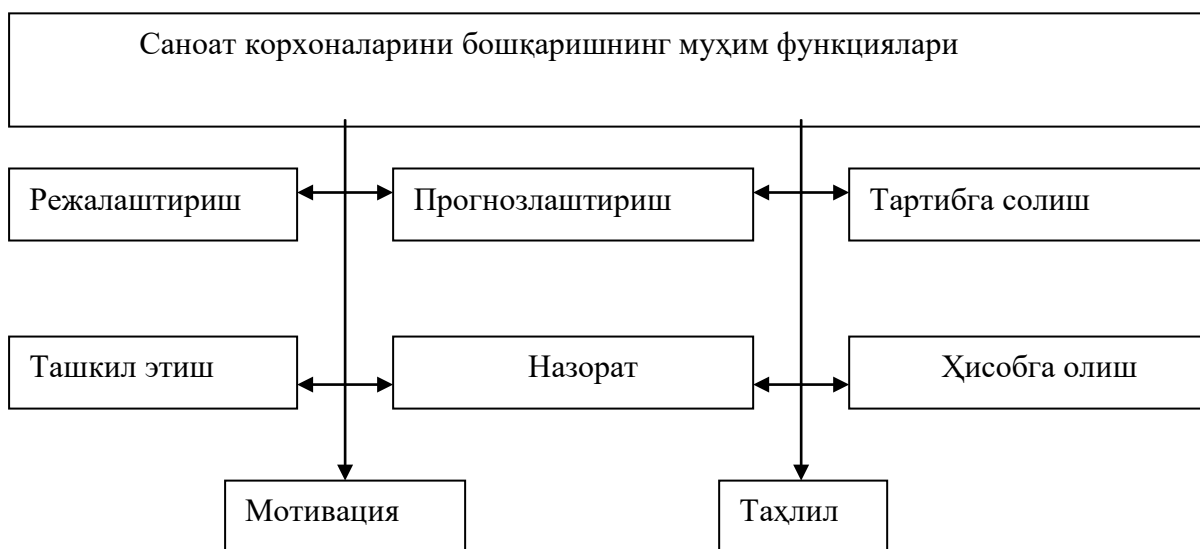 Саноат корхоналарини бошқаришнинг муҳим функциялари
Режалаштириш
Прогнозлаштириш
Тартибга солиш
Ташкил этиш
Назорат
Ҳисобга олиш
Мотивация
Таҳлил